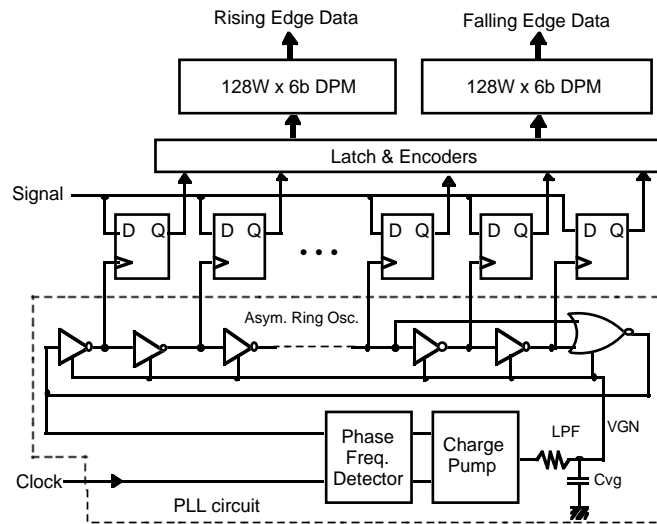 Rising Edge Data
Falling Edge Data
128W x 6b DPM
128W x 6b DPM
Latch & Encoders
Signal
D Q
D Q
D Q
D Q
D Q
• • •
Asym. Ring Osc.
Phase
Freq.
Detector
Charge
Pump
LPF
VGN
Cvg
Clock
PLL circuit